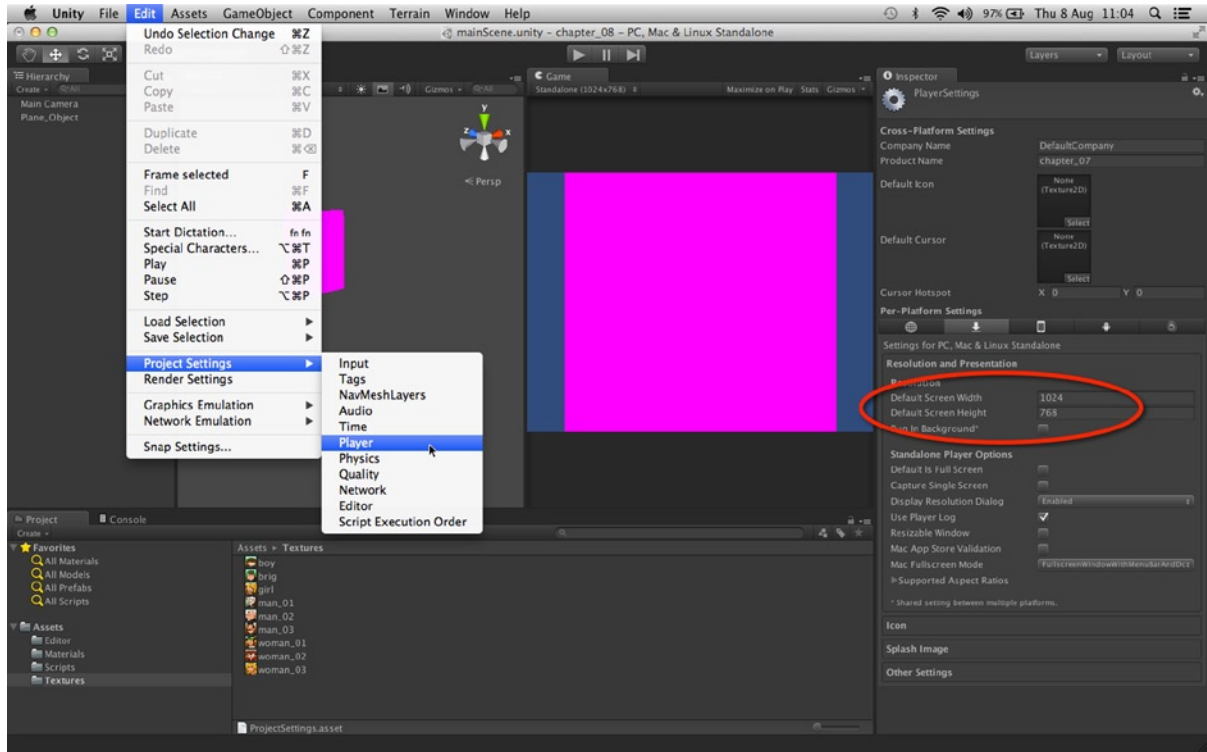 Unity File Edit Assets GameObject Component Terrain Window Help 97% Thu 8 Aug 11:04
mainScene.unity - chapter_08 - PC, Mac & Linux Standalone
Layers Layout
Hierarchy
Create All
Main Camera
Plane_Object
Undo Selection Change ⌘Z
Redo ⇧⌘Z
Cut ⌘X
Copy ⌘C
Paste ⌘V
Duplicate ⌘D
Delete ⌘⌫
Frame selected F
Find ⌘F
Select All ⌘A
Start Dictation... fn fn
Special Characters... ⌥⌘T
Play ⌘P
Pause ⇧⌘P
Step ⌥⌘P
Load Selection
Save Selection
Project Settings
Render Settings
Graphics Emulation
Network Emulation
Snap Settings...
Input
Tags
NavMeshLayers
Audio
Time
Player
Physics
Quality
Network
Editor
Script Execution Order
Gizmos All
y
z x
Persp
Game
Standalone (1024x768) Maximize on Play Stats Gizmos
Inspector
PlayerSettings
Cross-Platform Settings
Company Name DefaultCompany
Product Name chapter_07
Default Icon None
(Texture2D)
Select
Default Cursor None
(Texture2D)
Select
Cursor Hotspot X 0 Y 0
Per-Platform Settings
Settings for PC, Mac & Linux Standalone
Resolution and Presentation
Resolution
Default Screen Width 1024
Default Screen Height 768
Run In Background*
Standalone Player Options
Default Is Full Screen
Capture Single Screen
Display Resolution Dialog Enabled
Use Player Log
Resizable Window
Mac App Store Validation
Mac Fullscreen Mode FullscreenWindowWithMenuBarAndDoc
Supported Aspect Ratios
* Shared setting between multiple platforms.
Icon
Splash Image
Other Settings
Project Console
Create
Favorites
All Materials
All Models
All Prefabs
All Scripts
Assets
Editor
Materials
Scripts
Textures
Assets Textures
boy
brig
girl
man_01
man_02
man_03
woman_01
woman_02
woman_03
ProjectSettings.asset